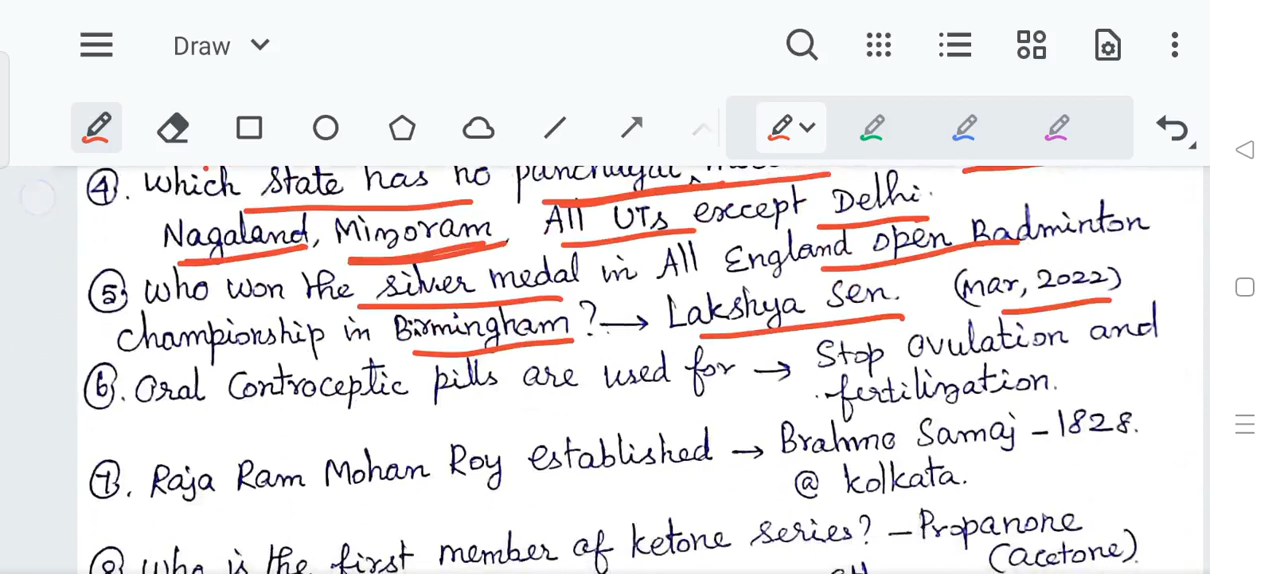 Draw
4. Which State has no panchayat
Nagaland, Mizoram, All UTs except Delhi.
5. Who won the silver medal in All England open Badminton
championship in Birmingham? → Lakshya Sen. (Mar, 2022)
6. Oral Controceptic pills are used for → Stop Ovulation and
fertilization.
7. Raja Ram Mohan Roy established → Brahmo Samaj - 1828.
@ kolkata.
8. Who is the first member of ketone series? - Propanone
(acetone)